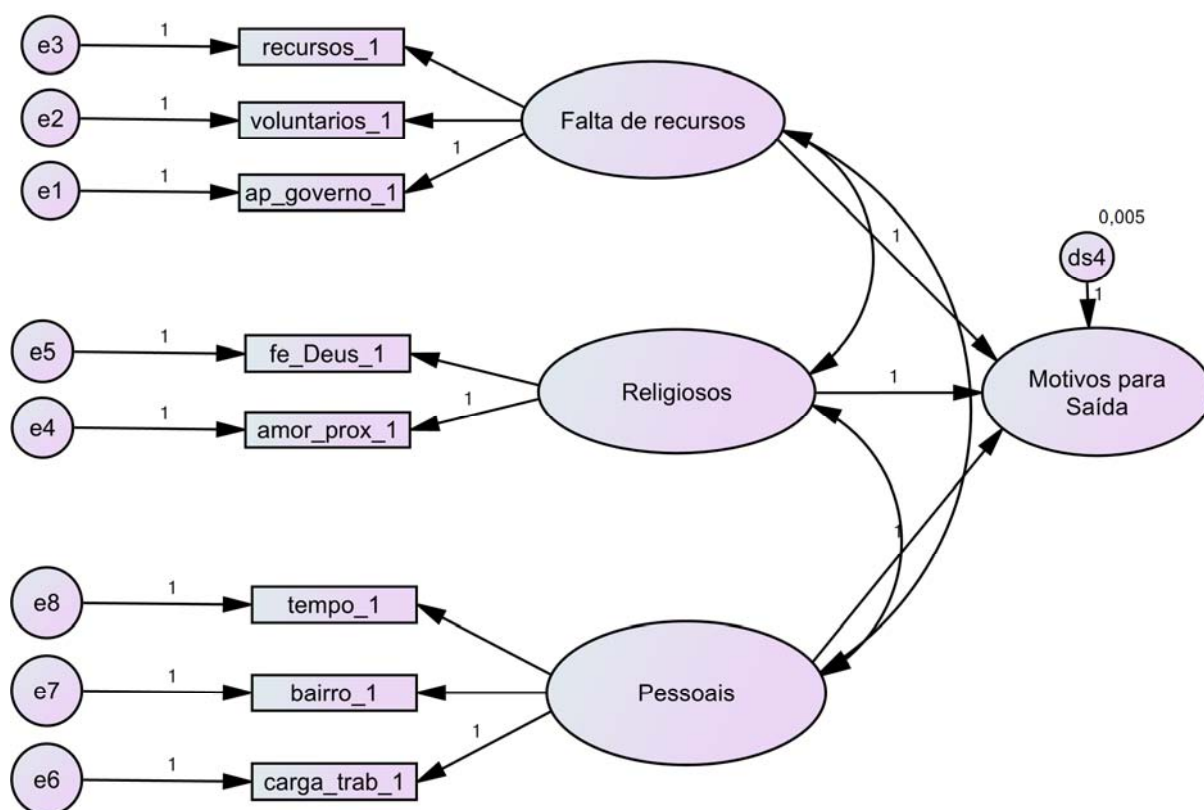 e3
1
recursos_1
e2
1
voluntarios_1
e1
1
ap_governo_1
1
Falta de recursos
1
0,005
ds4
1
e5
1
fe_Deus_1
e4
1
amor_prox_1
1
Religiosos
1
Motivos para
Saída
e8
1
tempo_1
e7
1
bairro_1
e6
1
carga_trab_1
1
Pessoais
1